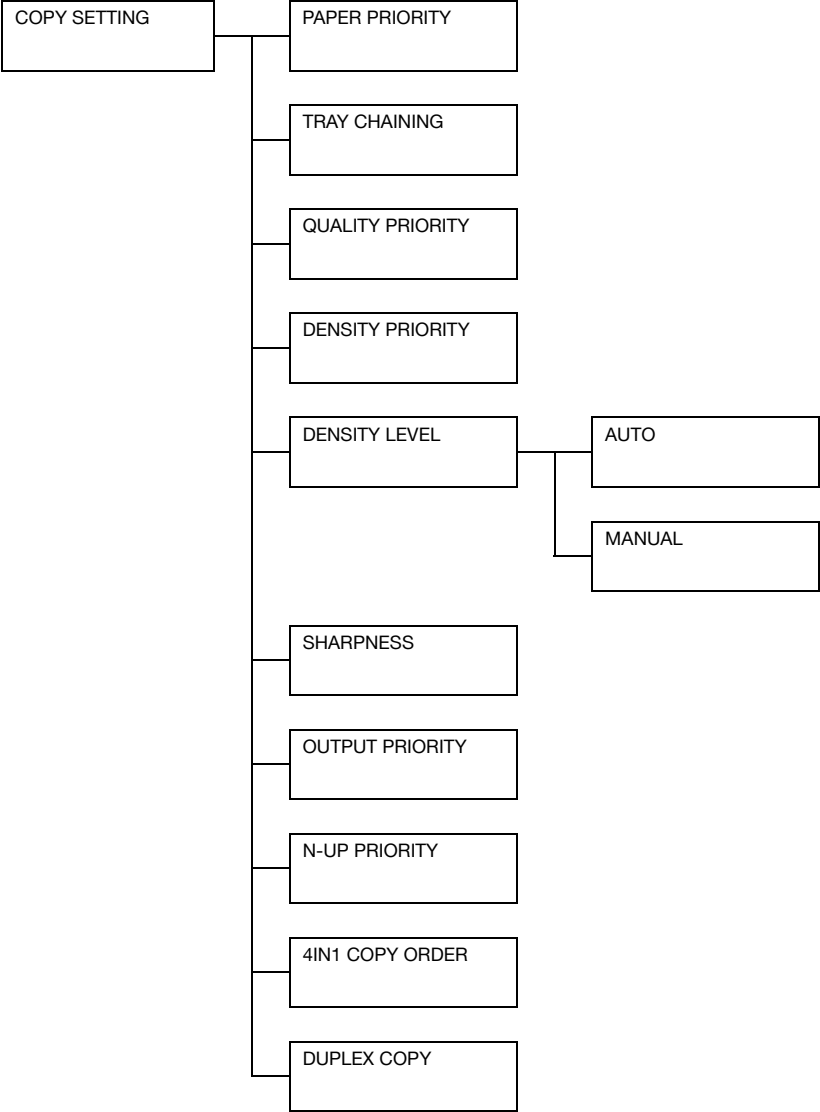 COPY SETTING
PAPER PRIORITY
TRAY CHAINING
QUALITY PRIORITY
DENSITY PRIORITY
DENSITY LEVEL
AUTO
MANUAL
SHARPNESS
OUTPUT PRIORITY
N-UP PRIORITY
4IN1 COPY ORDER
DUPLEX COPY